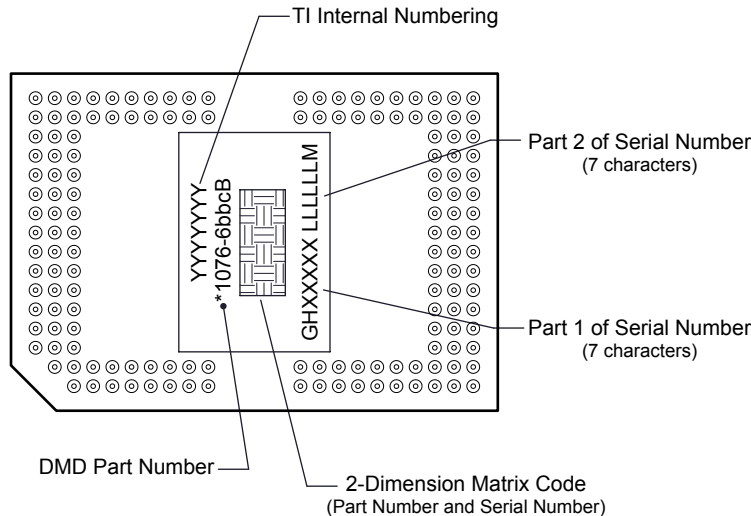 TI Internal Numbering
YYYYYYY
*1076-6bbcB
GHXXXXX LLLLLLM
Part 2 of Serial Number
(7 characters)
Part 1 of Serial Number
(7 characters)
DMD Part Number
2-Dimension Matrix Code
(Part Number and Serial Number)